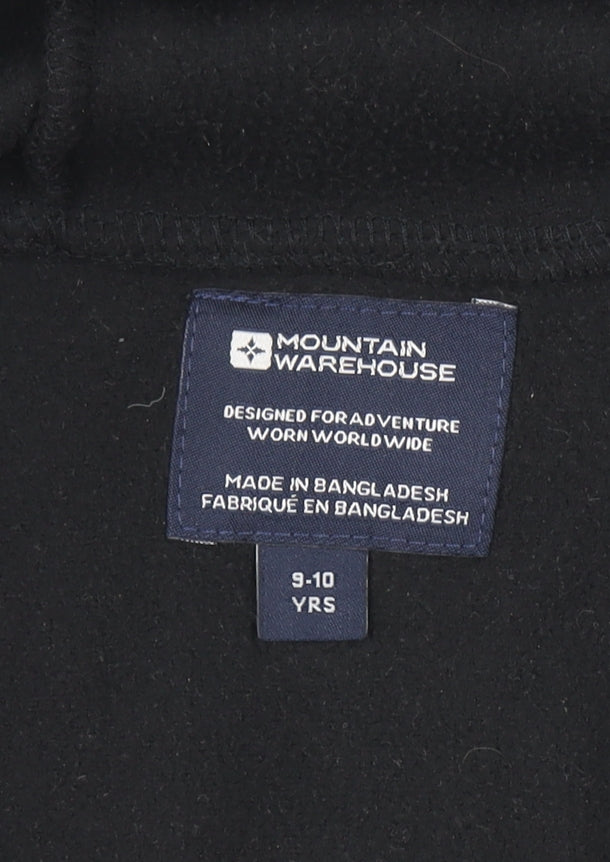 MOUNTAIN
WAREHOUSE
DESIGNED FOR ADVENTURE
WORN WORLDWIDE
MADE IN BANGLADESH
FABRIQUÉ EN BANGLADESH
9-10
YRS